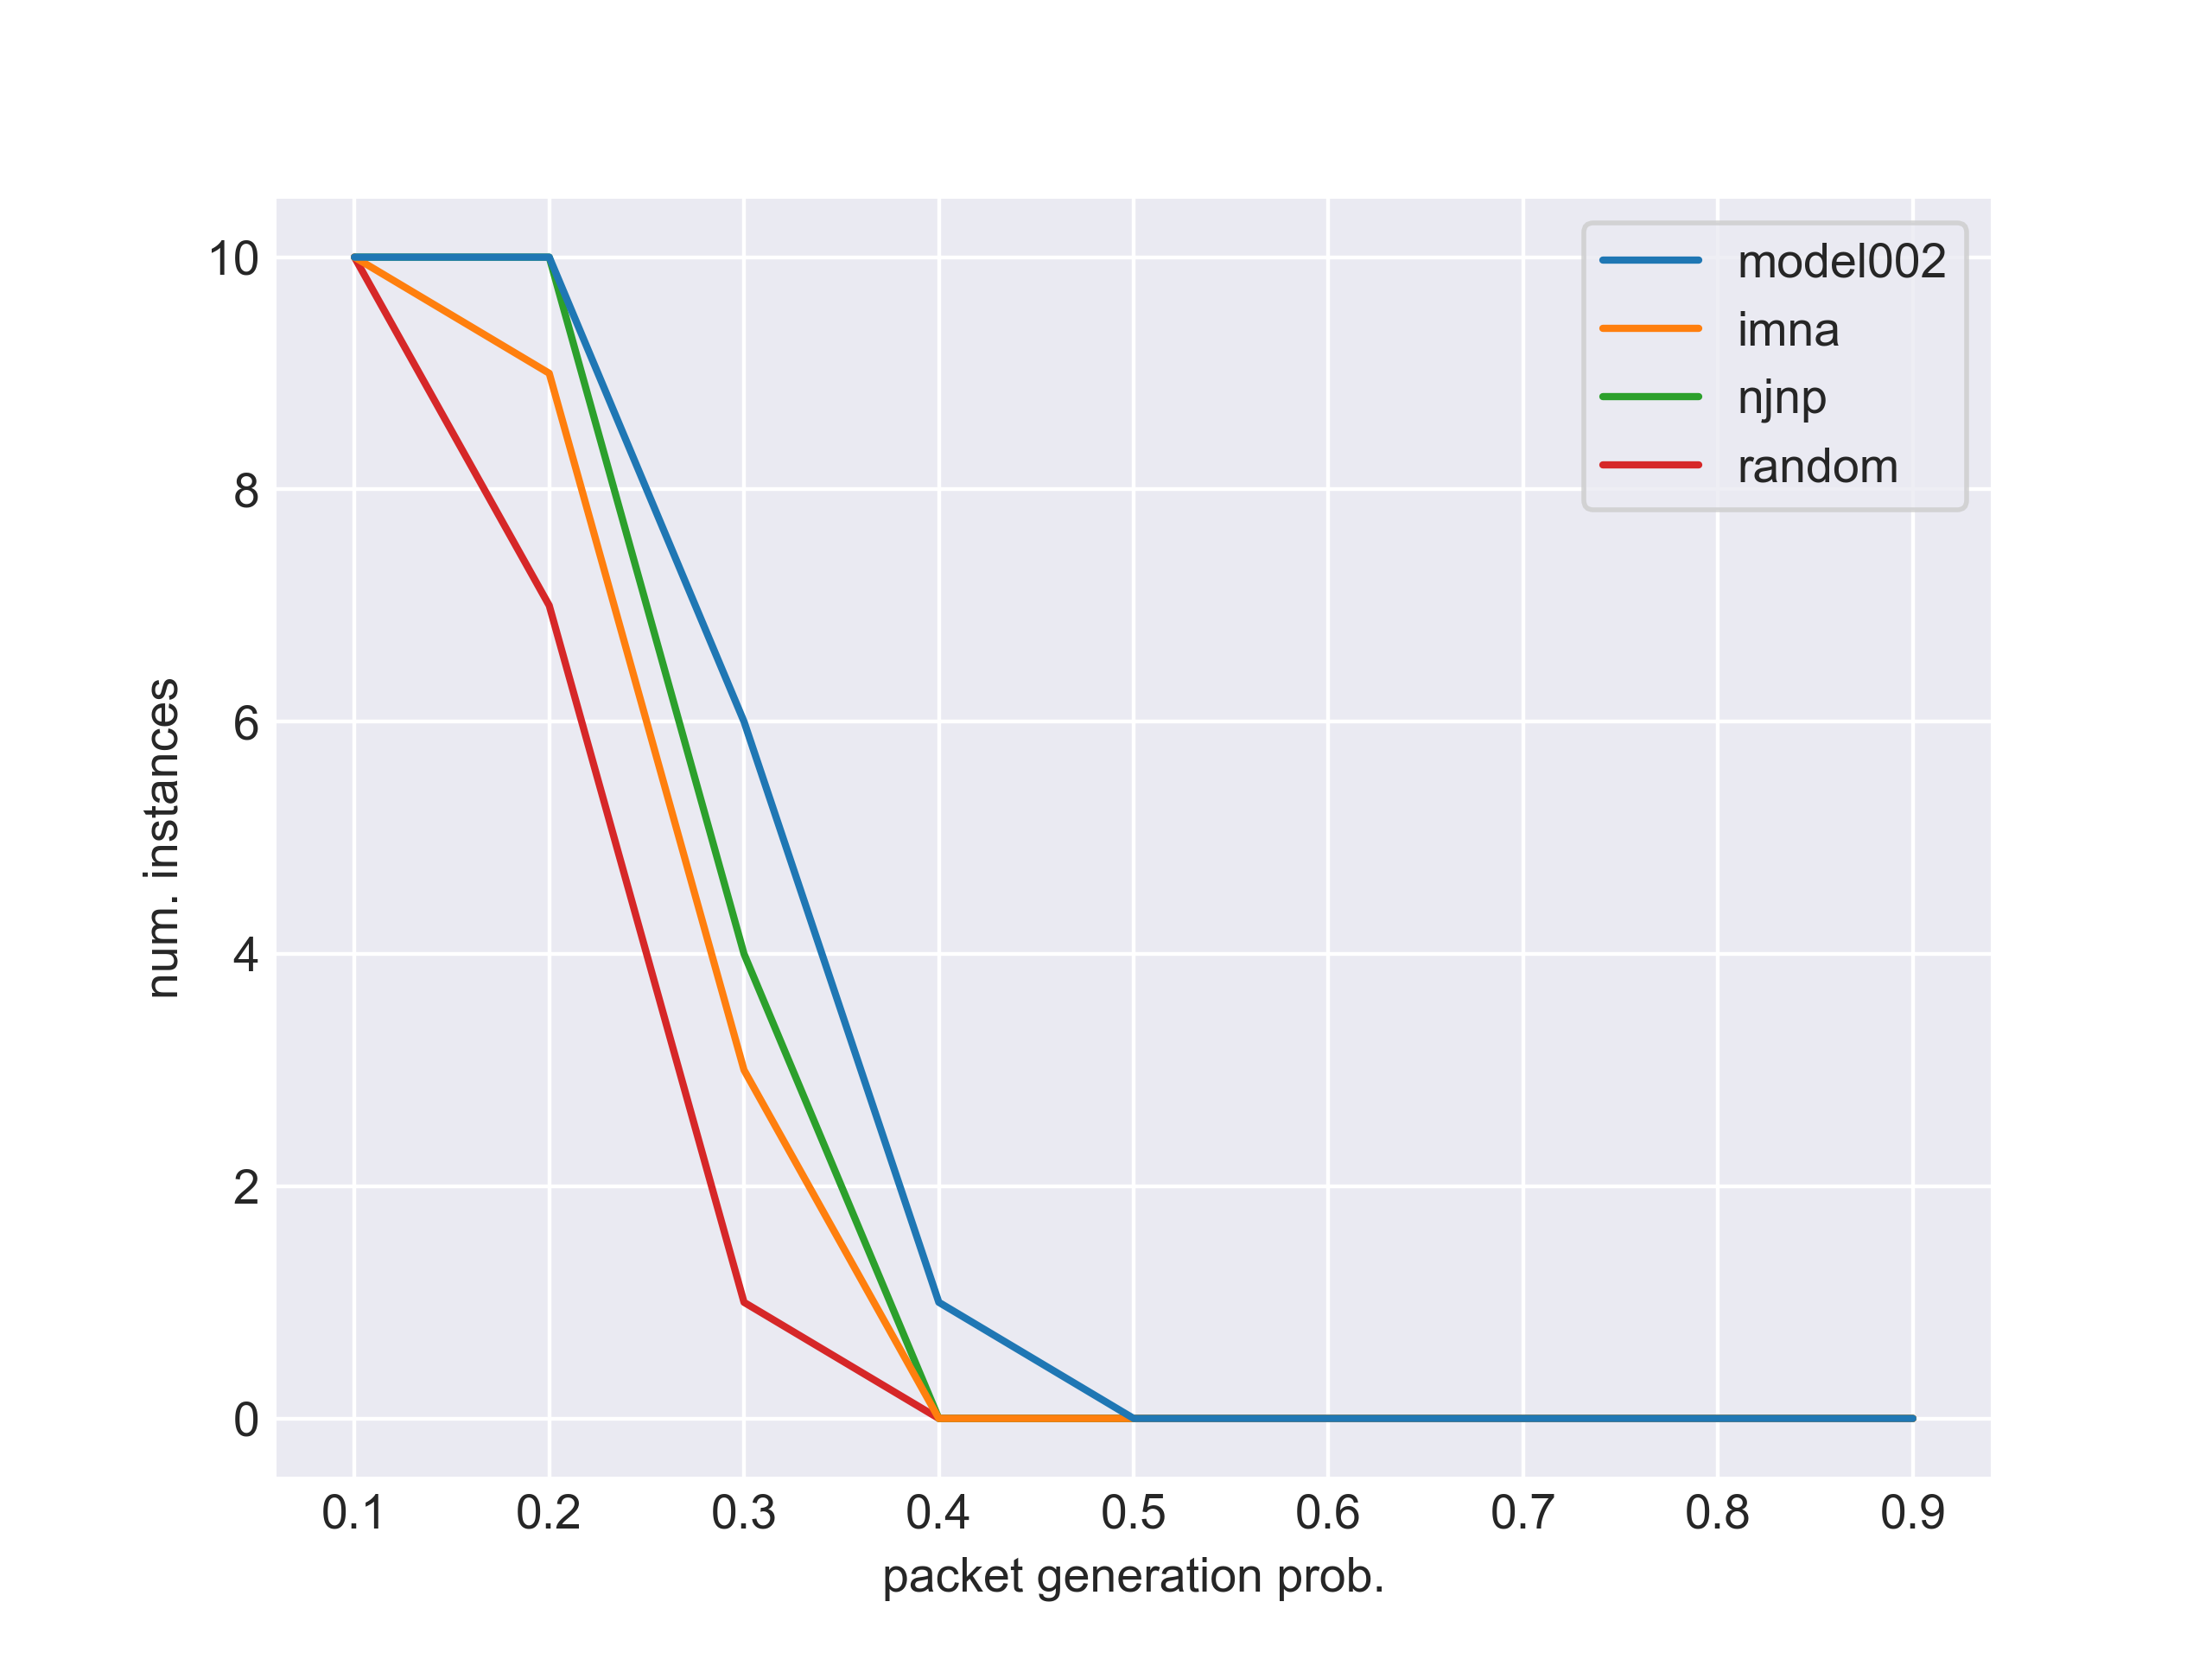 model002
imna
njnp
random
10
8
6
4
2
0
num. instances
0.1 0.2 0.3 0.4 0.5 0.6 0.7 0.8 0.9
packet generation prob.